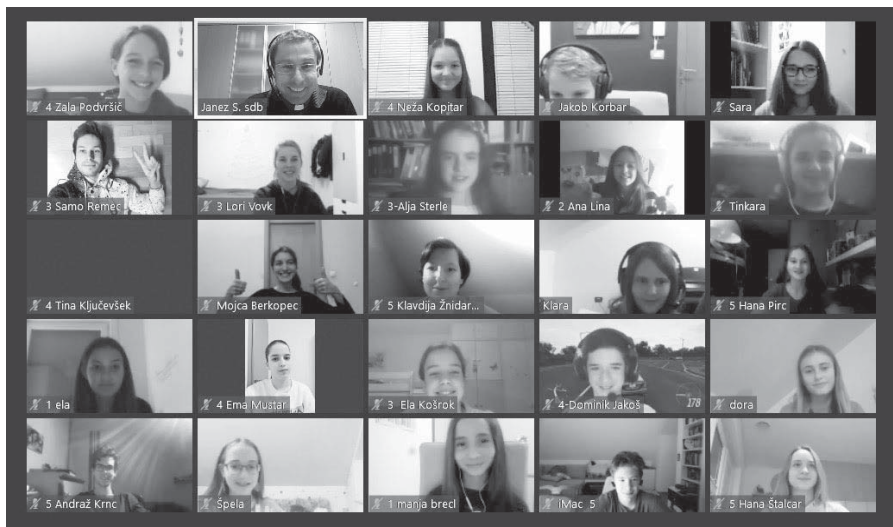 4 Zala Podvršič
Janez S. sdb
4 Neža Kopitar
Jakob Korbar
Sara
3 Samo Remec
3 Lori Vovk
3-Alja Sterle
2 Ana Lina
Tinkara
4 Tina Ključevšek
Mojca Berkopec
5 Klavdija Žnidar...
Klara
5 Hana Pirc
1 ela
4 Ema Mustar
3 Ela Košrok
4-Dominik Jakoš
178
dora
5 Andraž Krnc
Špela
1 manja brecl
iMac 5
5 Hana Štalcar